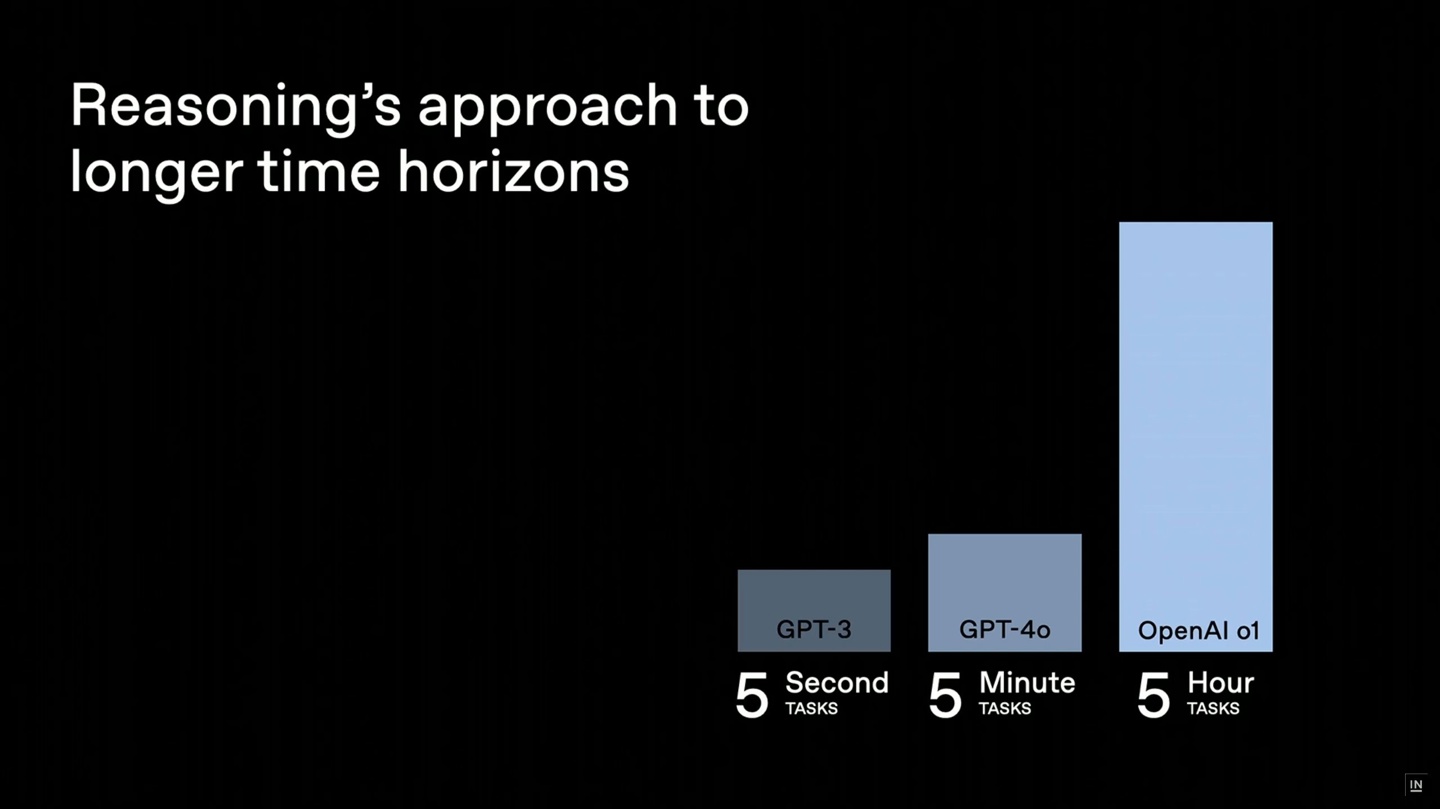 Reasoning’s approach to
longer time horizons
GPT-3
GPT-4o
OpenAI o1
5 Second
TASKS
5 Minute
TASKS
5 Hour
TASKS
IN